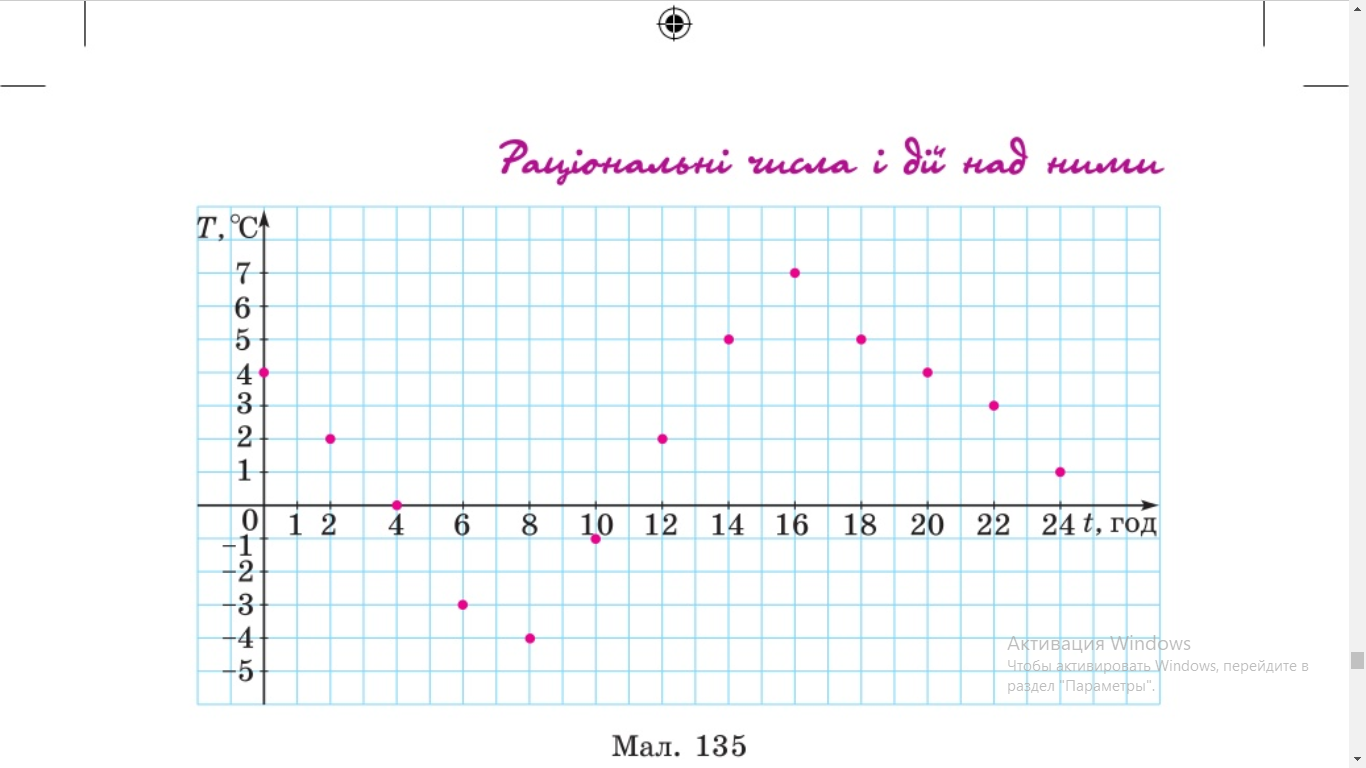 Раціональні числа і дії над ними
T, °C
7
6
5
4
3
2
1
0 1 2 4 6 8 10 12 14 16 18 20 22 24 t, год
−1
−2
−3
−4
−5
Активация Windows
Чтобы активировать Windows, перейдите в
раздел "Параметры".
Мал. 135